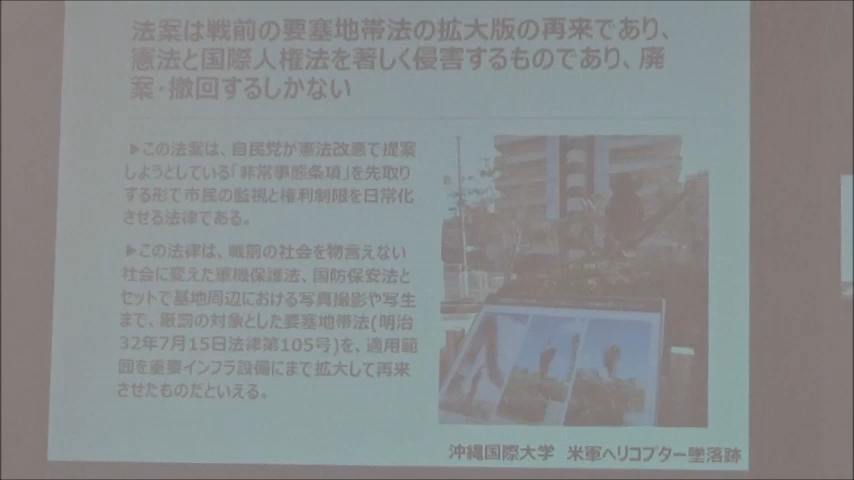 法案は戦前の要塞地帯法の拡大版の再来であり、
憲法と国際人権法を著しく侵害するものであり、廃
案・撤回するしかない
▶この法案は、自民党が憲法改悪で提案
しようとしている「非常事態条項」を先取り
する形で市民の監視と権利制限を日常化
させる法律である。
▶この法律は、戦前の社会を物言えない
社会に変えた軍機保護法、国防保安法と
セットで基地周辺における写真撮影や写生
まで、厳罰の対象とした要塞地帯法(明治
32年7月15日法律第105号)を、適用範
囲を重要インフラ設備にまで拡大して再来
させたものだといえる。
沖縄国際大学 米軍ヘリコプター墜落跡